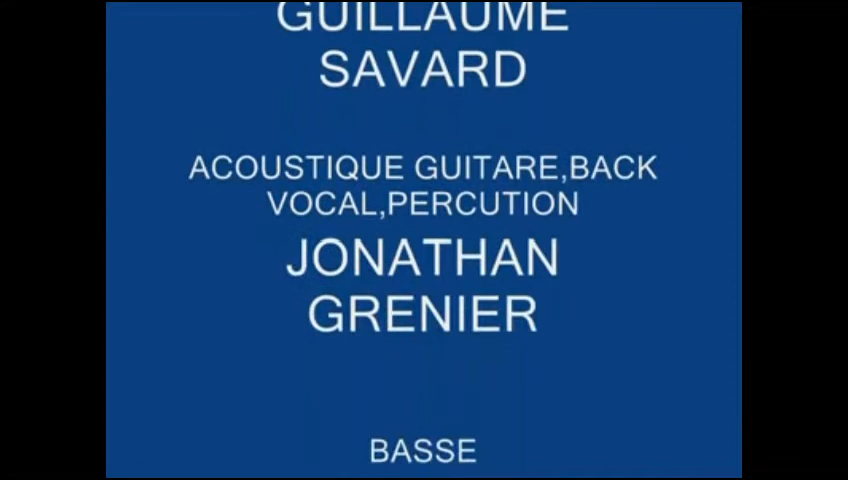 GUILLAUME
SAVARD
ACOUSTIQUE GUITARE,BACK
VOCAL,PERCUTION
JONATHAN
GRENIER
BASSE